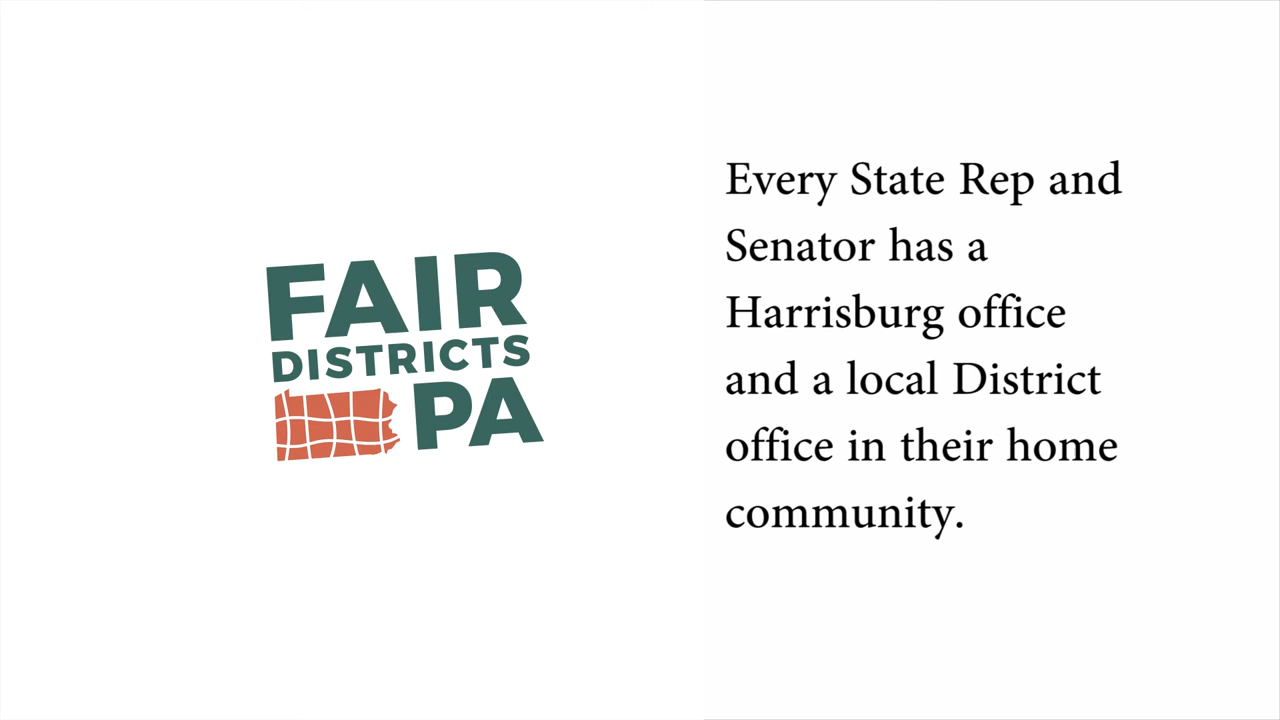 FAIR
DISTRICTS
PA
Every State Rep and
Senator has a
Harrisburg office
and a local District
office in their home
community.